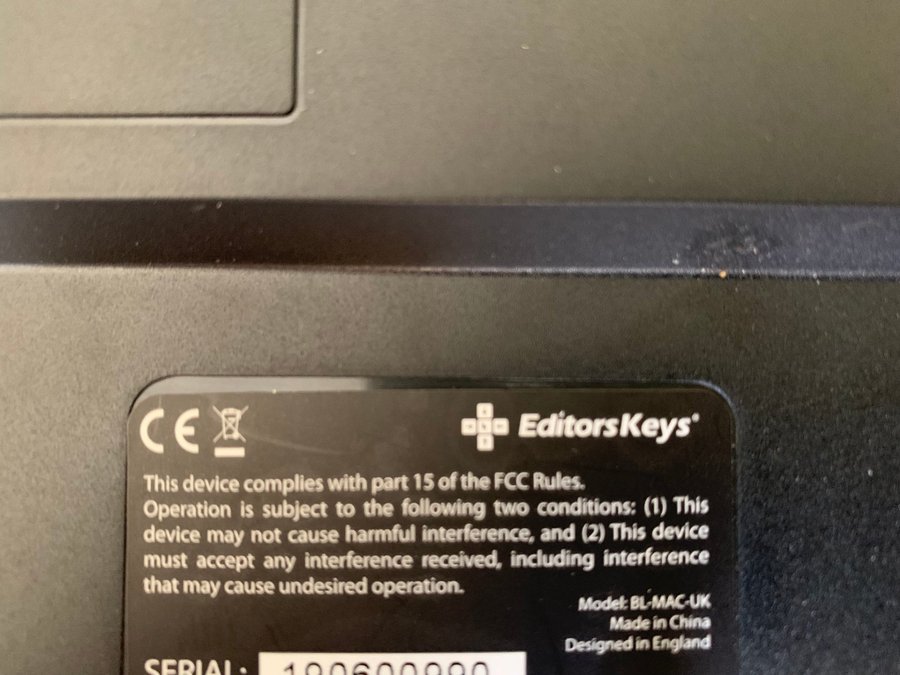 EditorsKeys®
This device complies with part 15 of the FCC Rules.
Operation is subject to the following two conditions: (1) This
device may not cause harmful interference, and (2) This device
must accept any interference received, including interference
that may cause undesired operation.
Model: BL-MAC-UK
Made in China
Designed in England
SERIAL: